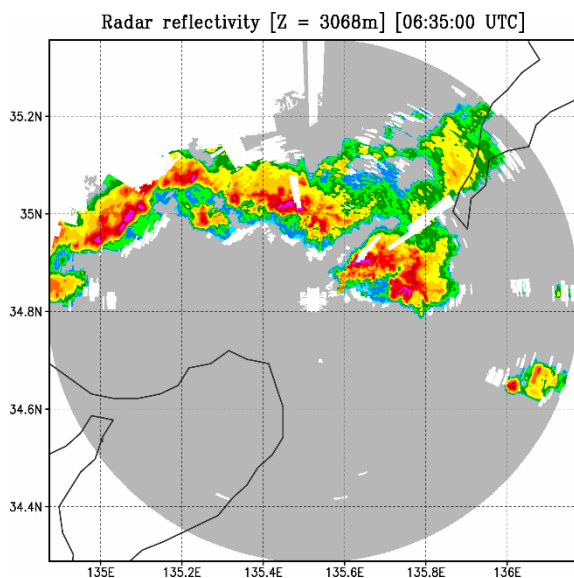 Radar reflectivity [Z = 3068m] [06:35:00 UTC]
35.2N
35N
34.8N
34.6N
34.4N
135E 135.2E 135.4E 135.6E 135.8E 136E